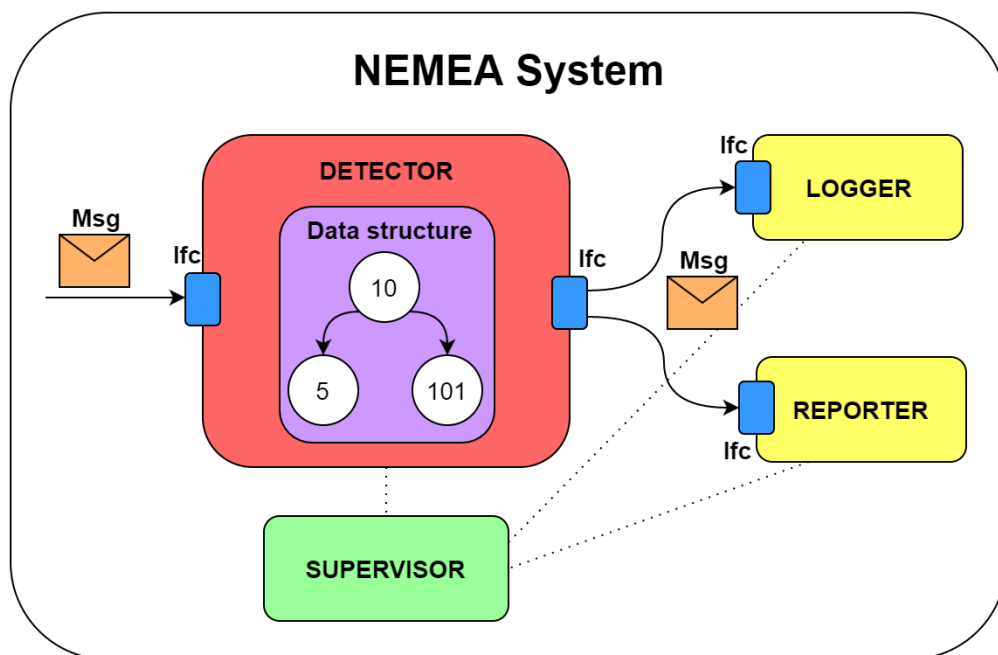 NEMEA System
Msg
Ifc
DETECTOR
Data structure
10
5
101
Ifc
Msg
Ifc
LOGGER
REPORTER
Ifc
SUPERVISOR